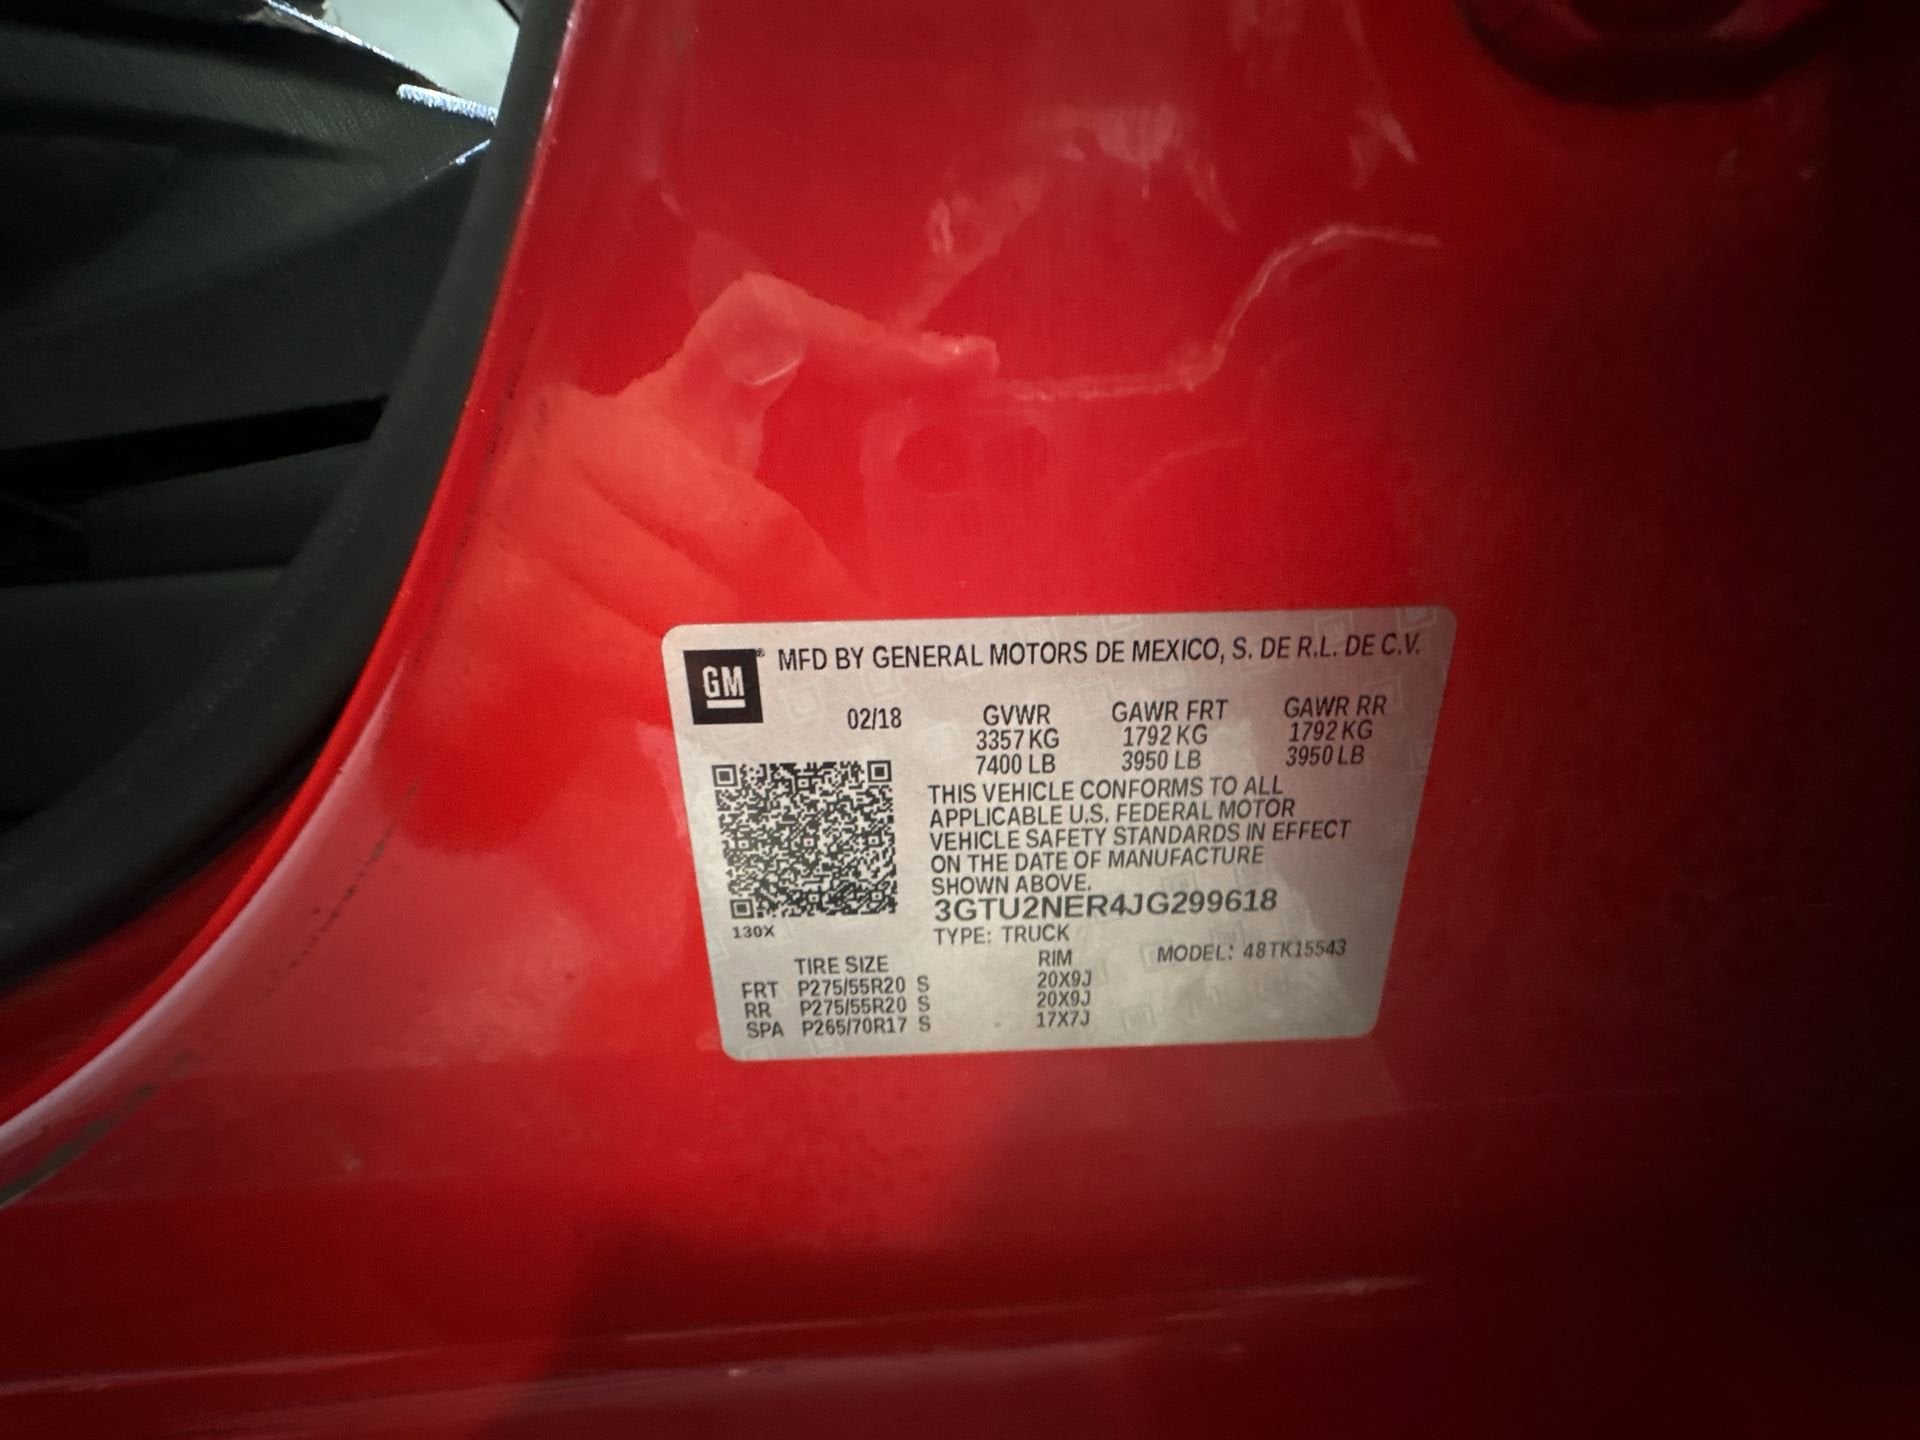 GM ® MFD BY GENERAL MOTORS DE MEXICO, S. DE R.L. DE C.V.
02/18 GVWR GAWR FRT GAWR RR
3357 KG 1792 KG 1792 KG
7400 LB 3950 LB 3950 LB
THIS VEHICLE CONFORMS TO ALL
APPLICABLE U.S. FEDERAL MOTOR
VEHICLE SAFETY STANDARDS IN EFFECT
ON THE DATE OF MANUFACTURE
SHOWN ABOVE.
3GTU2NER4JG299618
130X TYPE: TRUCK
MODEL: 48TK15543
TIRE SIZE RIM
FRT P275/55R20 S 20X9J
RR P275/55R20 S 20X9J
SPA P265/70R17 S 17X7J